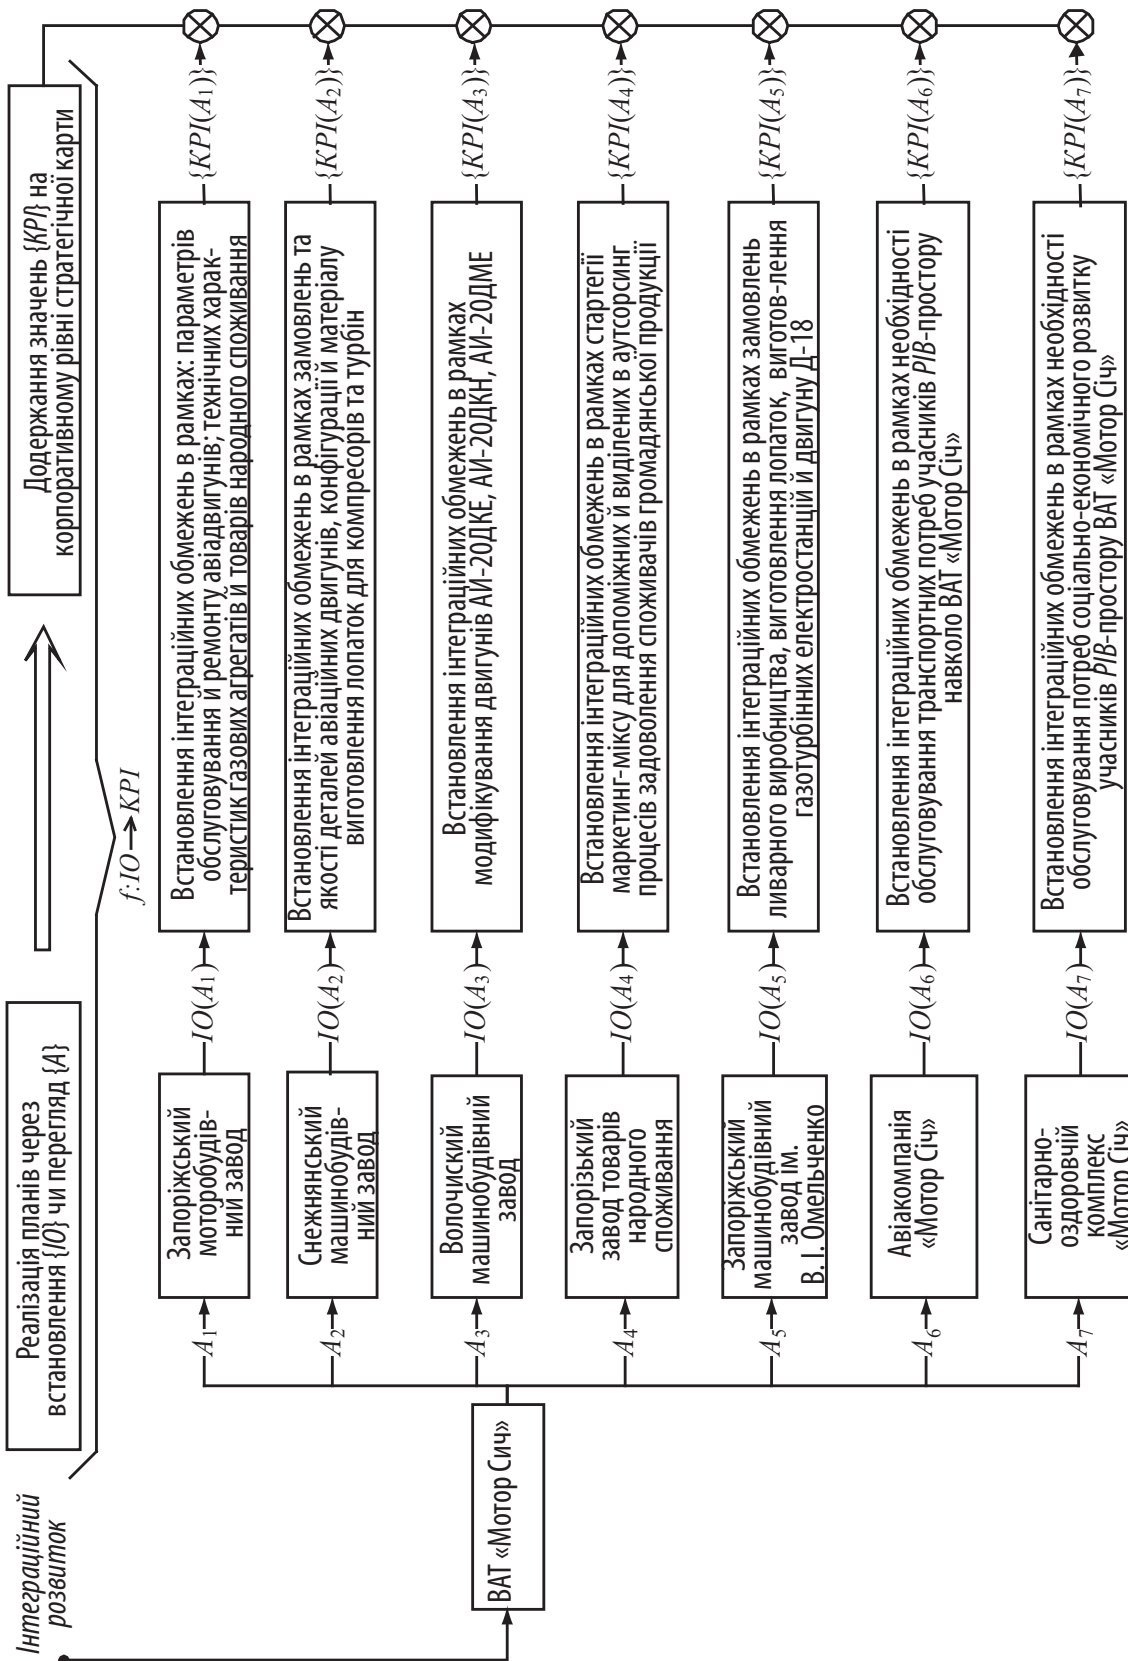 Інтеграційний
розвиток
Реалізація планів через
встановлення {IO} чи перегляд {A}
Додержання значень {KPI} на
корпоративному рівні стратегічної карти
f:IO → KPI
ВАТ «Мотор Сич»
A1
Запоріжський
моторобудів-
ний завод
IO(A1)
Встановлення інтеграційних обмежень в рамках: параметрів
обслуговування й ремонту авіадвигунів; технічних харак-
теристик газових агрегатів й товарів народного споживання
{KPI(A1)}
A2
Снежнянський
машинобудів-
ний завод
IO(A2)
Встановлення інтеграційних обмежень в рамках замовлень та
якості деталей авіаційних двигунів, конфігурації й матеріалу
виготовлення лопаток для компресорів та турбін
{KPI(A2)}
A3
Волочиский
машинобудівний
завод
IO(A3)
Встановлення інтеграційних обмежень в рамках
модифікування двигунів АИ-20ДКЕ, АИ-20ДКН, АИ-20ДМЕ
{KPI(A3)}
A4
Запорізький
завод товарів
народного
споживання
IO(A4)
Встановлення інтеграційних обмежень в рамках стартегії
маркетинг-міксу для допоміжних й виділених в аутсорсинг
процесів задоволення споживачів громадянської продукції
{KPI(A4)}
A5
Запоріжський
машинобудівний
завод ім.
В. І. Омельченко
IO(A5)
Встановлення інтеграційних обмежень в рамках замовлень
ливарного виробництва, виготовлення лопаток, виготов-лення
газотурбінних електростанцій й двигуну Д-18
{KPI(A5)}
A6
Авіакомпанія
«Мотор Січ»
IO(A6)
Встановлення інтеграційних обмежень в рамках необхідності
обслуговування транспортних потреб учасників PIB-простору
навколо ВАТ «Мотор Січ»
{KPI(A6)}
A7
Санітарно-
оздоровчій
комплекс
«Мотор Січ»
IO(A7)
Встановлення інтеграційних обмежень в рамках необхідності
обслуговування потреб соціально-економічного розвитку
учасників PIB-простору ВАТ «Мотор Січ»
{KPI(A7)}